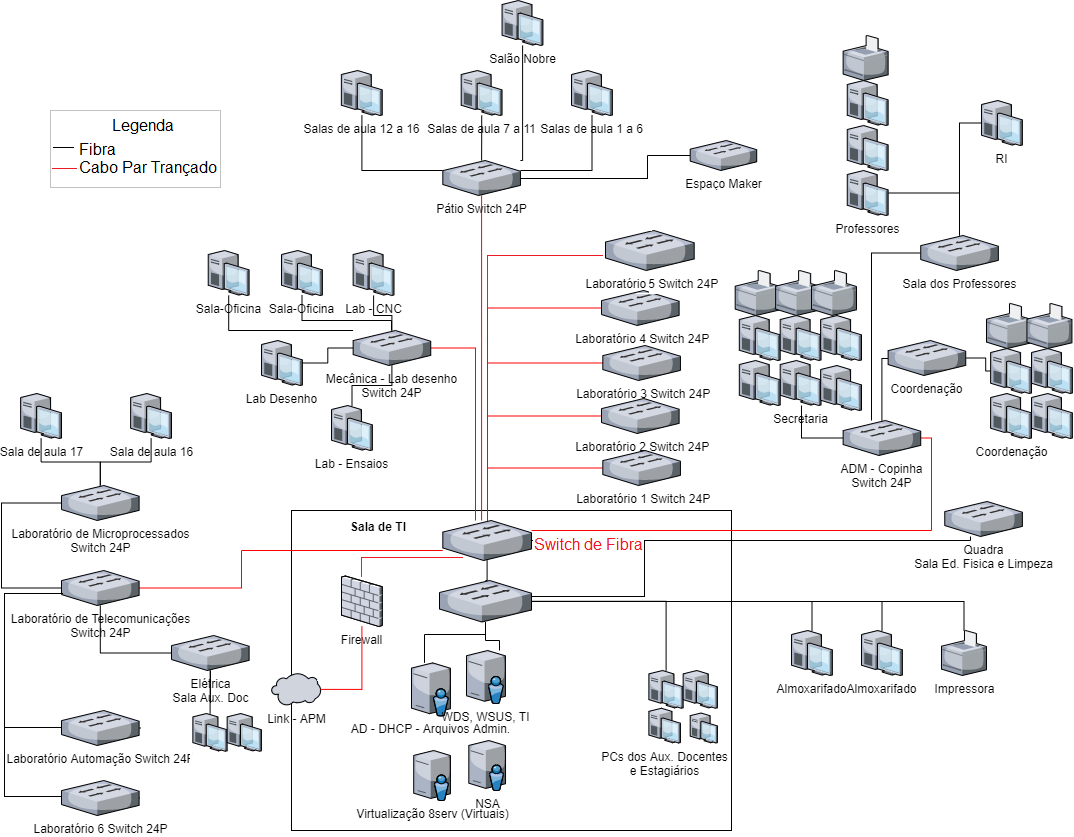 Salão Nobre
Salas de aula 12 a 16
Salas de aula 7 a 11
Salas de aula 1 a 6
Legenda
Fibra
Cabo Par Trançado
Pátio Switch 24P
Espaço Maker
RI
Professores
Sala dos Professores
Laboratório 5 Switch 24P
Laboratório 4 Switch 24P
Laboratório 3 Switch 24P
Laboratório 2 Switch 24P
Laboratório 1 Switch 24P
Sala-Oficina
Sala-Oficina
Lab - CNC
Lab Desenho
Mecânica - Lab desenho
Switch 24P
Lab - Ensaios
Secretaria
Coordenação
Coordenação
ADM - Copinha
Switch 24P
Sala de aula 17
Sala de aula 16
Laboratório de Microprocessados
Switch 24P
Laboratório de Telecomunicações
Switch 24P
Elétrica
Sala Aux. Doc
Laboratório Automação Switch 24P
Laboratório 6 Switch 24P
Sala de TI
Switch de Fibra
Quadra
Sala Ed. Fisica e Limpeza
Firewall
Link - APM
WDS, WSUS, TI
AD - DHCP - Arquivos Admin.
NSA
Virtualização 8serv (Virtuais)
PCs dos Aux. Docentes
e Estagiários
Almoxarifado
Almoxarifado
Impressora